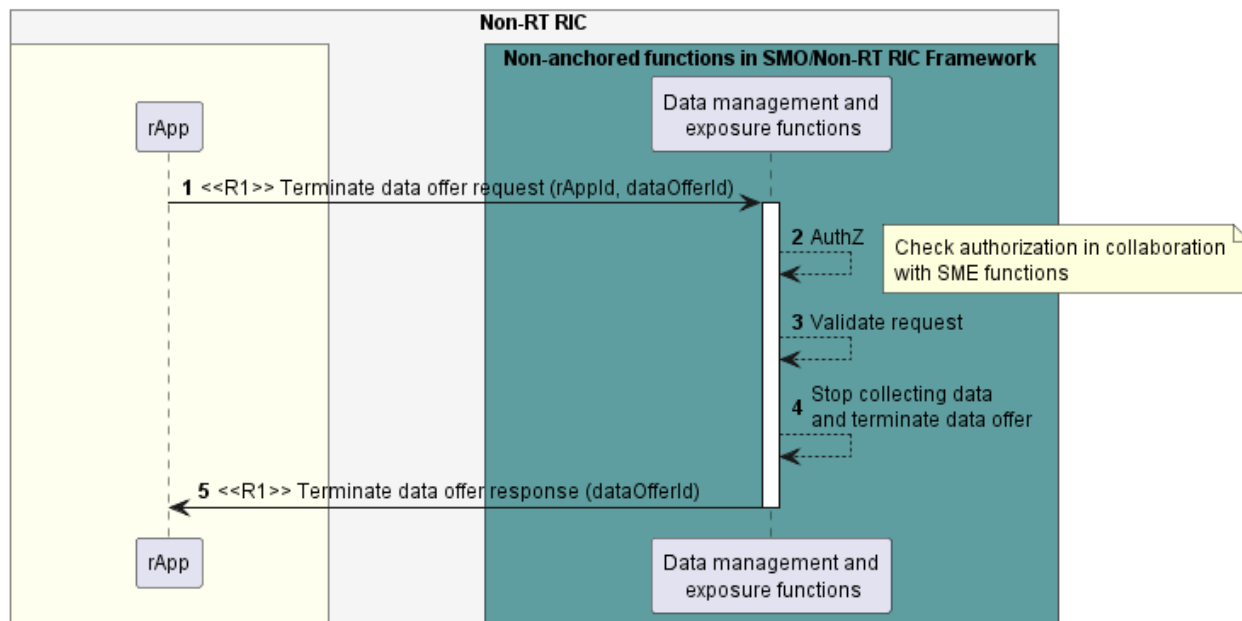 Non-RT RIC
Non-anchored functions in SMO/Non-RT RIC Framework
rApp
Data management and
exposure functions
1 <<R1>> Terminate data offer request (rAppId, dataOfferId)
2 AuthZ
Check authorization in collaboration
with SME functions
3 Validate request
4 Stop collecting data
and terminate data offer
5 <<R1>> Terminate data offer response (dataOfferId)
rApp
Data management and
exposure functions